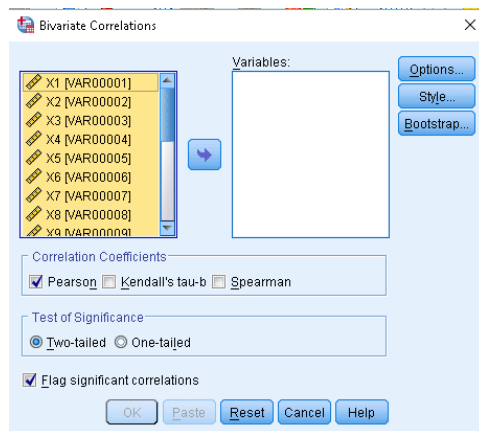 Bivariate Correlations
Variables:
X1 [VAR00001]
X2 [VAR00002]
X3 [VAR00003]
X4 [VAR00004]
X5 [VAR00005]
X6 [VAR00006]
X7 [VAR00007]
X8 [VAR00008]
X9 [VAR00009]
Options...
Style...
Bootstrap...
Correlation Coefficients
Pearson Kendall's tau-b Spearman
Test of Significance
Two-tailed One-tailed
Flag significant correlations
OK Paste Reset Cancel Help